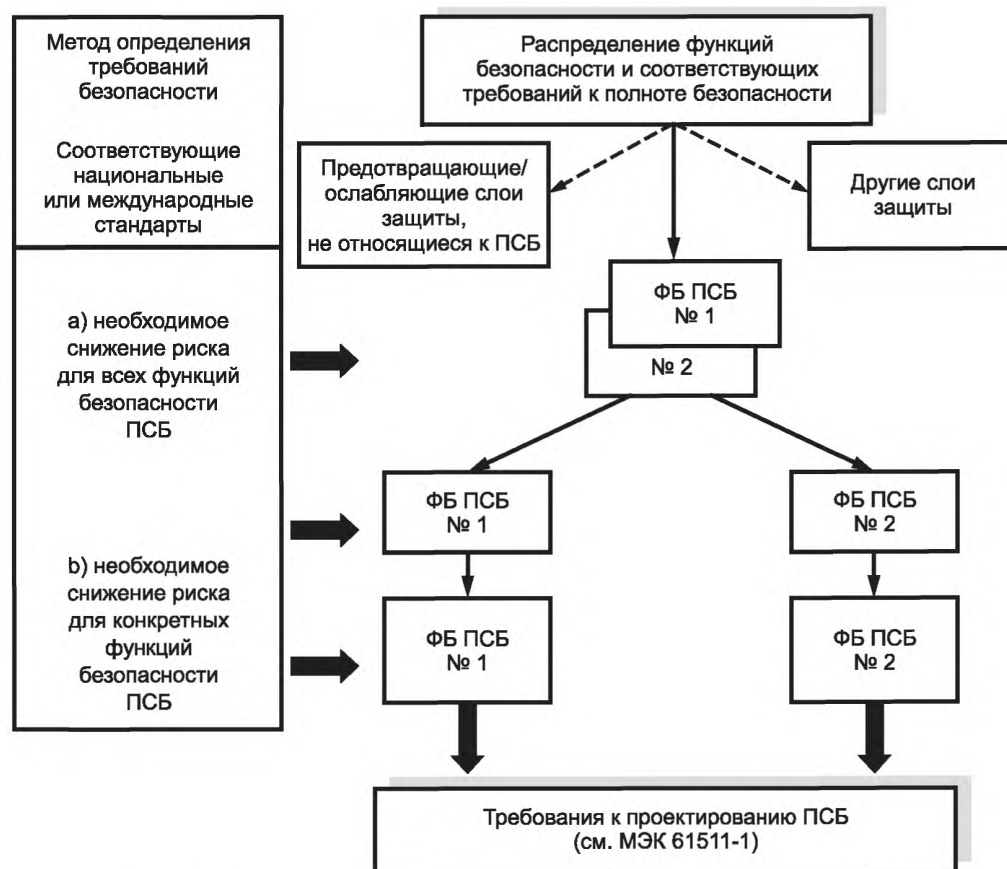 Метод определения
требований
безопасности
Соответствующие
национальные
или международные
стандарты
Распределение функций
безопасности и соответствующих
требований к полноте безопасности
Предотвращающие/
ослабляющие слои
защиты,
не относящиеся к ПСБ
Другие слои
защиты
a) необходимое
снижение риска
для всех функций
безопасности
ПСБ
ФБ ПСБ
№ 1
№ 2
ФБ ПСБ
№ 1
ФБ ПСБ
№ 2
b) необходимое
снижение риска
для конкретных
функций
безопасности
ПСБ
ФБ ПСБ
№ 1
ФБ ПСБ
№ 2
Требования к проектированию ПСБ
(см. МЭК 61511-1)